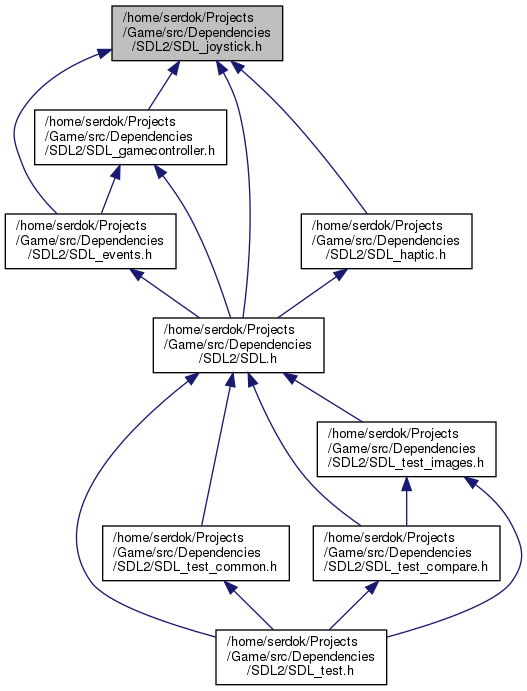 /home/serdok/Projects
/Game/src/Dependencies
/SDL2/SDL_joystick.h
/home/serdok/Projects
/Game/src/Dependencies
/SDL2/SDL_gamecontroller.h
/home/serdok/Projects
/Game/src/Dependencies
/SDL2/SDL_events.h
/home/serdok/Projects
/Game/src/Dependencies
/SDL2/SDL_haptic.h
/home/serdok/Projects
/Game/src/Dependencies
/SDL2/SDL.h
/home/serdok/Projects
/Game/src/Dependencies
/SDL2/SDL_test_images.h
/home/serdok/Projects
/Game/src/Dependencies
/SDL2/SDL_test_common.h
/home/serdok/Projects
/Game/src/Dependencies
/SDL2/SDL_test_compare.h
/home/serdok/Projects
/Game/src/Dependencies
/SDL2/SDL_test.h